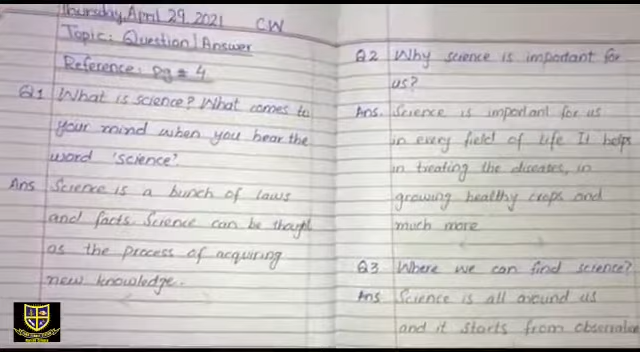 Thursday, April 29, 2021 CW
Topic: Question/Answer
Reference: pg # 4
Q1 What is science? What comes to
your mind when you hear the
word 'science'.
Ans Science is a bunch of laws
and facts. Science can be thought
as the process of acquiring
new knowledge.
Q2 Why science is important for
us?
Ans. Science is important for us
in every field of life It helps
in treating the diseases, in
growing healthy crops and
much more
Q3 Where we can find science?
Ans Science is all around us
and it starts from observation